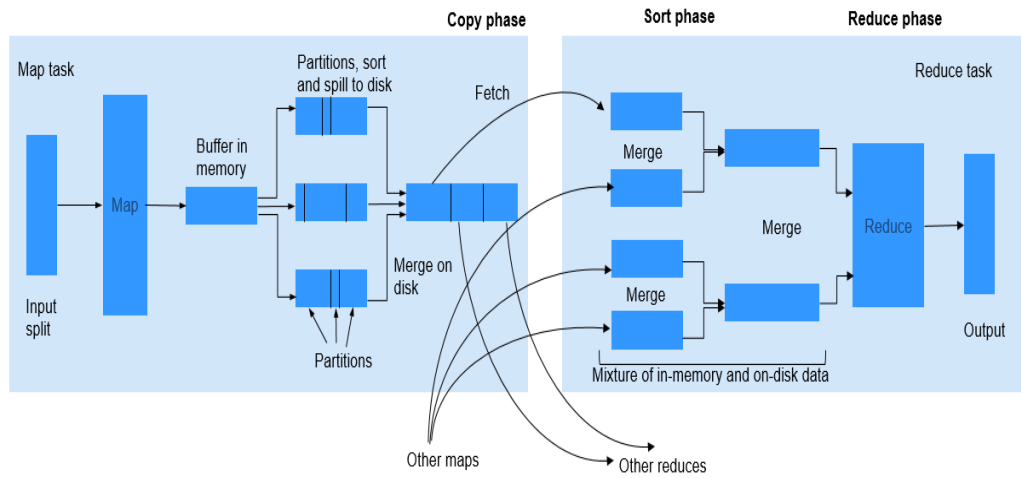 Copy phase
Sort phase
Reduce phase
Map task
Partitions, sort
and spill to disk
Fetch
Reduce task
Buffer in
memory
Merge
Map
Merge
Reduce
Merge on
disk
Merge
Input
split
Partitions
Output
Mixture of in-memory and on-disk data
Other maps
Other reduces